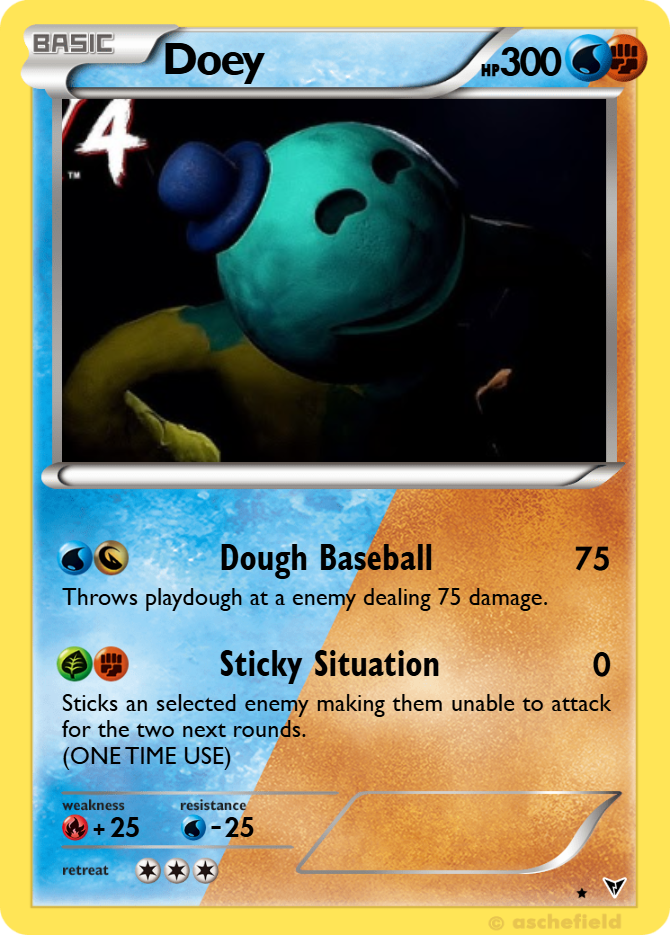 BASIC
Doey
HP300
4
TM
Dough Baseball 75
Throws playdough at a enemy dealing 75 damage.
Sticky Situation 0
Sticks an selected enemy making them unable to attack
for the two next rounds.
(ONE TIME USE)
weakness resistance
+ 25 - 25
retreat
© aschefield